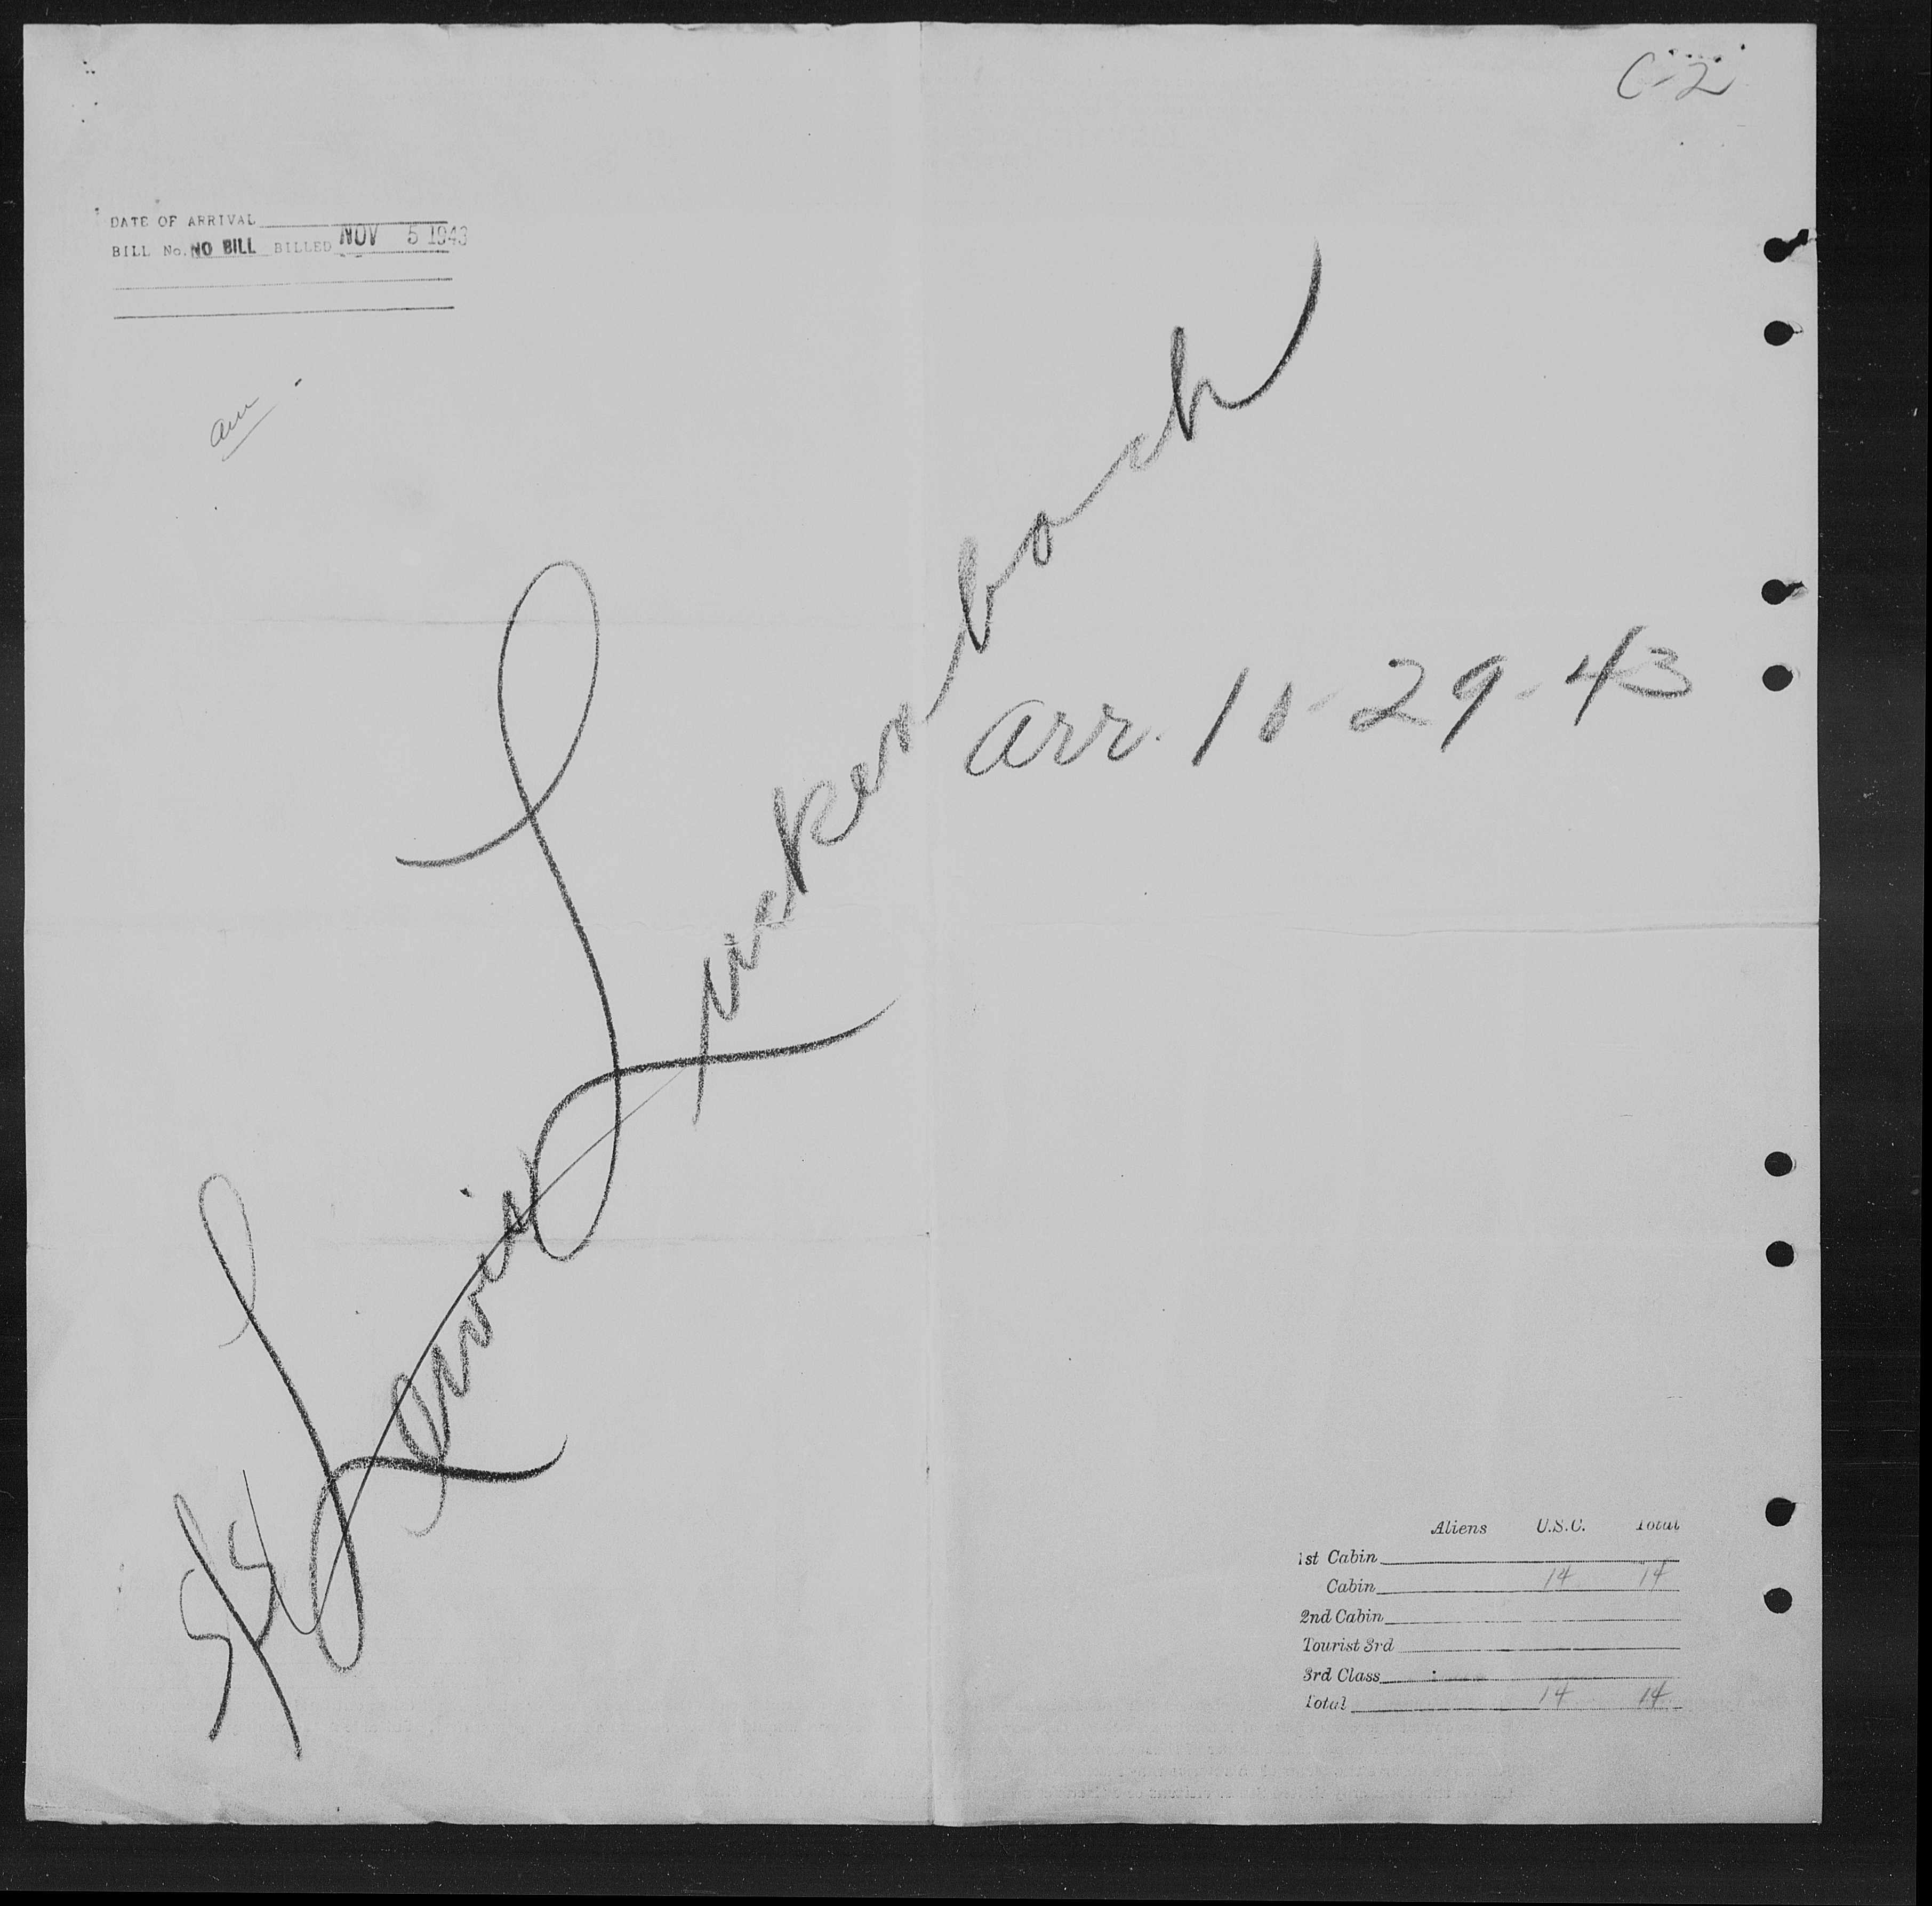 C-2
DATE OF ARRIVAL
BILL No. NO BILL BILLED NOV 5 1943
SS Lewis Luckenbach
arr. 10-29-43
Aliens U.S.C. Total
1st Cabin
Cabin 14 14
2nd Cabin
Tourist 3rd
3rd Class
Total 14 14